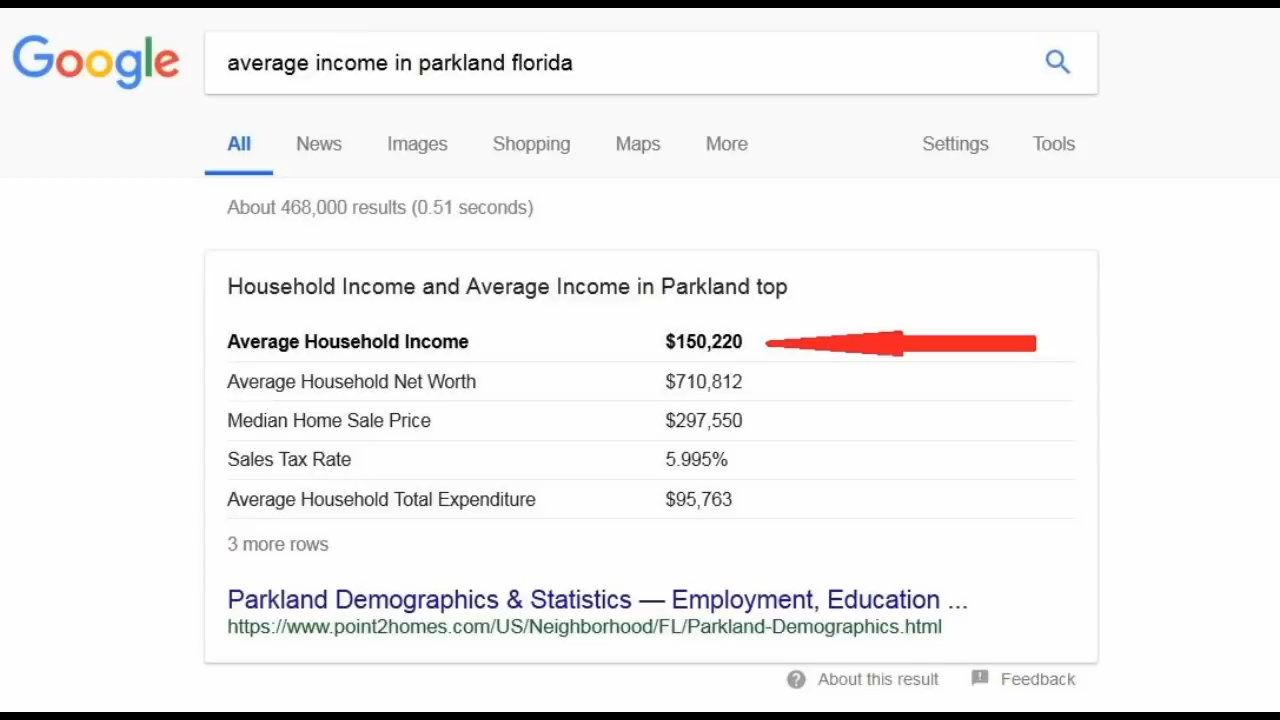 Google
average income in parkland florida
All News Images Shopping Maps More Settings Tools
About 468,000 results (0.51 seconds)
Household Income and Average Income in Parkland top
Average Household Income $150,220
Average Household Net Worth $710,812
Median Home Sale Price $297,550
Sales Tax Rate 5.995%
Average Household Total Expenditure $95,763
3 more rows
Parkland Demographics & Statistics — Employment, Education ...
https://www.point2homes.com/US/Neighborhood/FL/Parkland-Demographics.html
About this result Feedback